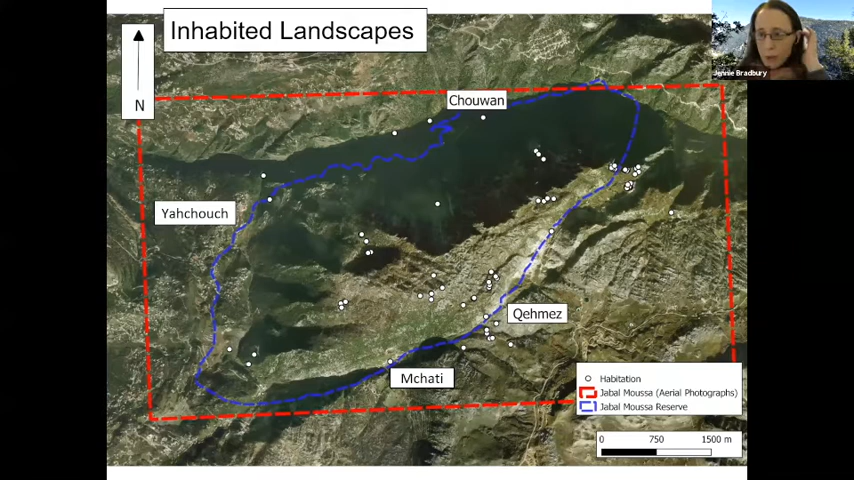 Inhabited Landscapes
Jennie Bradbury
N
Chouwan
Yahchouch
Qehmez
Mchati
Habitation
Jabal Moussa (Aerial Photographs)
Jabal Moussa Reserve
0 750 1500 m